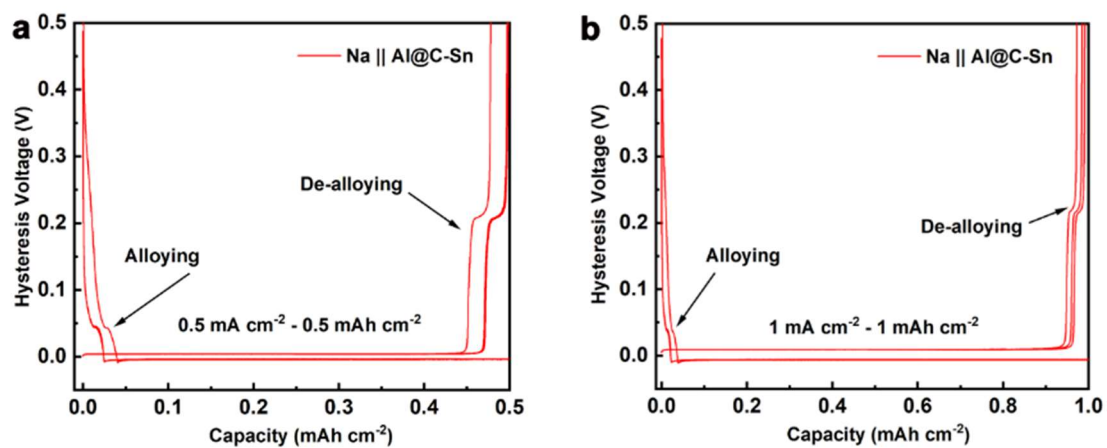 a
0.5
0.4
0.3
0.2
0.1
0.0
Hysteresis Voltage (V)
Na || Al@C-Sn
De-alloying
Alloying
0.5 mA cm⁻² - 0.5 mAh cm⁻²
0.0 0.1 0.2 0.3 0.4 0.5
Capacity (mAh cm⁻²)
b
0.5
0.4
0.3
0.2
0.1
0.0
Hysteresis Voltage (V)
Na || Al@C-Sn
De-alloying
Alloying
1 mA cm⁻² - 1 mAh cm⁻²
0.0 0.2 0.4 0.6 0.8 1.0
Capacity (mAh cm⁻²)